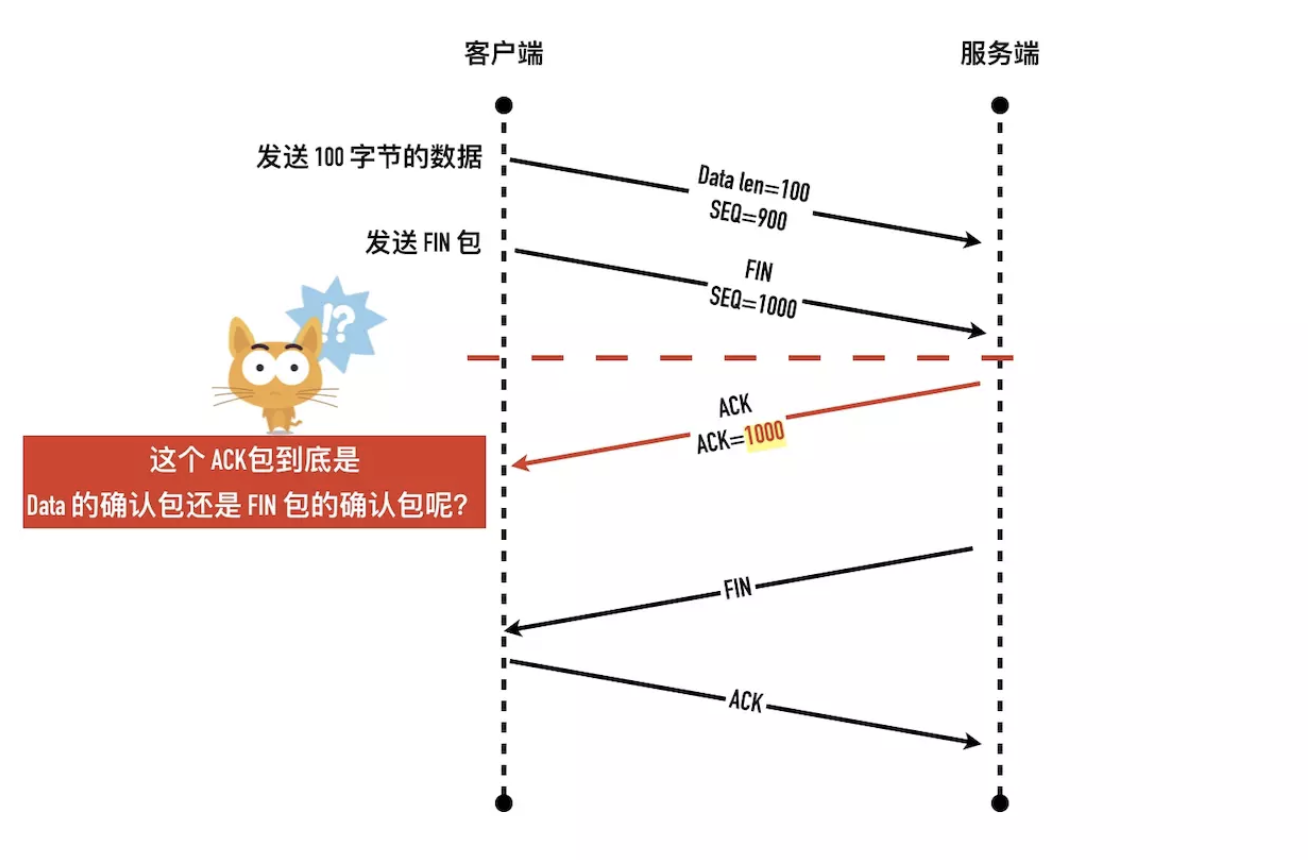 客户端
服务端
发送 100 字节的数据
Data len=100
SEQ=900
发送 FIN 包
FIN
SEQ=1000
!?
ACK
ACK=1000
这个 ACK包到底是
Data 的确认包还是 FIN 包的确认包呢?
FIN
ACK